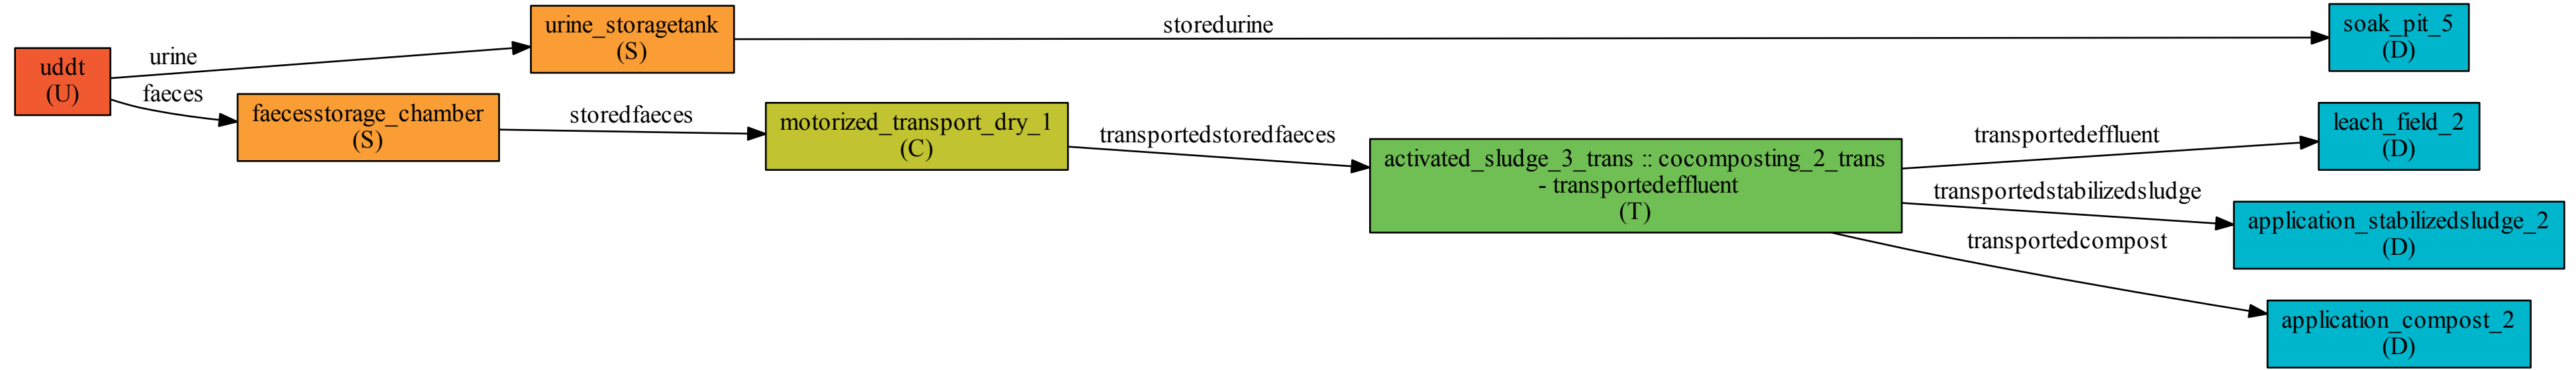 uddt
(U)
urine
faeces
urine_storagetank
(S)
faecesstorage_chamber
(S)
storedurine
storedfaeces
motorized_transport_dry_1
(C)
transportedstoredfaeces
activated_sludge_3_trans :: cocomposting_2_trans
- transportedeffluent
(T)
transportedeffluent
transportedstabilizedsludge
transportedcompost
soak_pit_5
(D)
leach_field_2
(D)
application_stabilizedsludge_2
(D)
application_compost_2
(D)